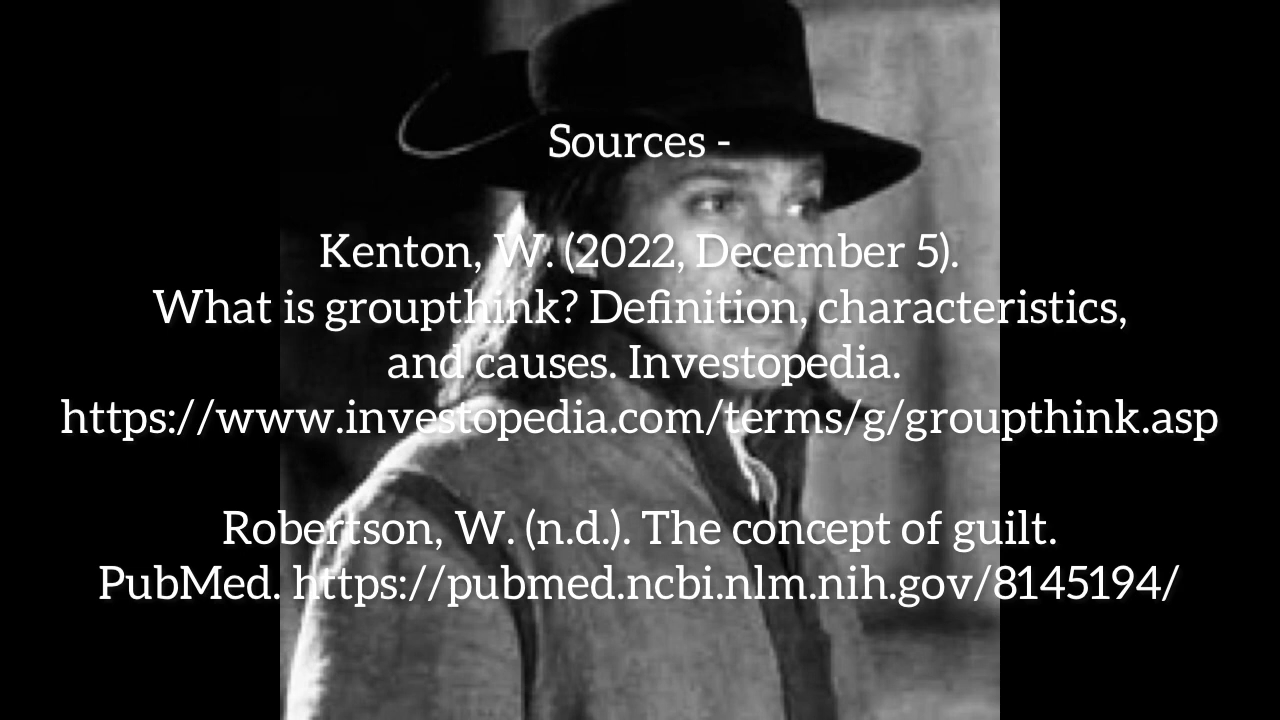 Sources -
Kenton, W. (2022, December 5).
What is groupthink? Definition, characteristics,
and causes. Investopedia.
https://www.investopedia.com/terms/g/groupthink.asp
Robertson, W. (n.d.). The concept of guilt.
PubMed. https://pubmed.ncbi.nlm.nih.gov/8145194/